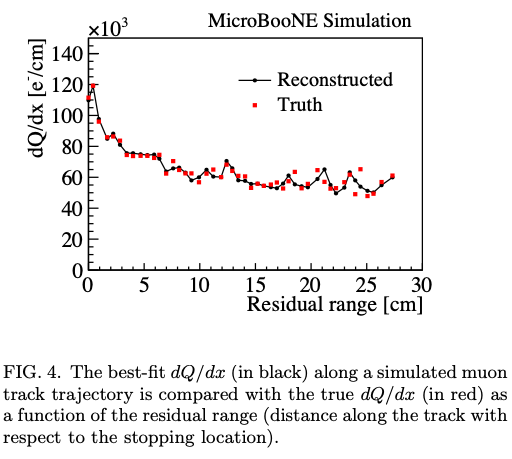 MicroBooNE Simulation
×10³
dQ/dx [e⁻/cm]
140
120
100
80
60
40
20
0
Reconstructed
Truth
0 5 10 15 20 25 30
Residual range [cm]
FIG. 4. The best-fit dQ/dx (in black) along a simulated muon
track trajectory is compared with the true dQ/dx (in red) as
a function of the residual range (distance along the track with
respect to the stopping location).